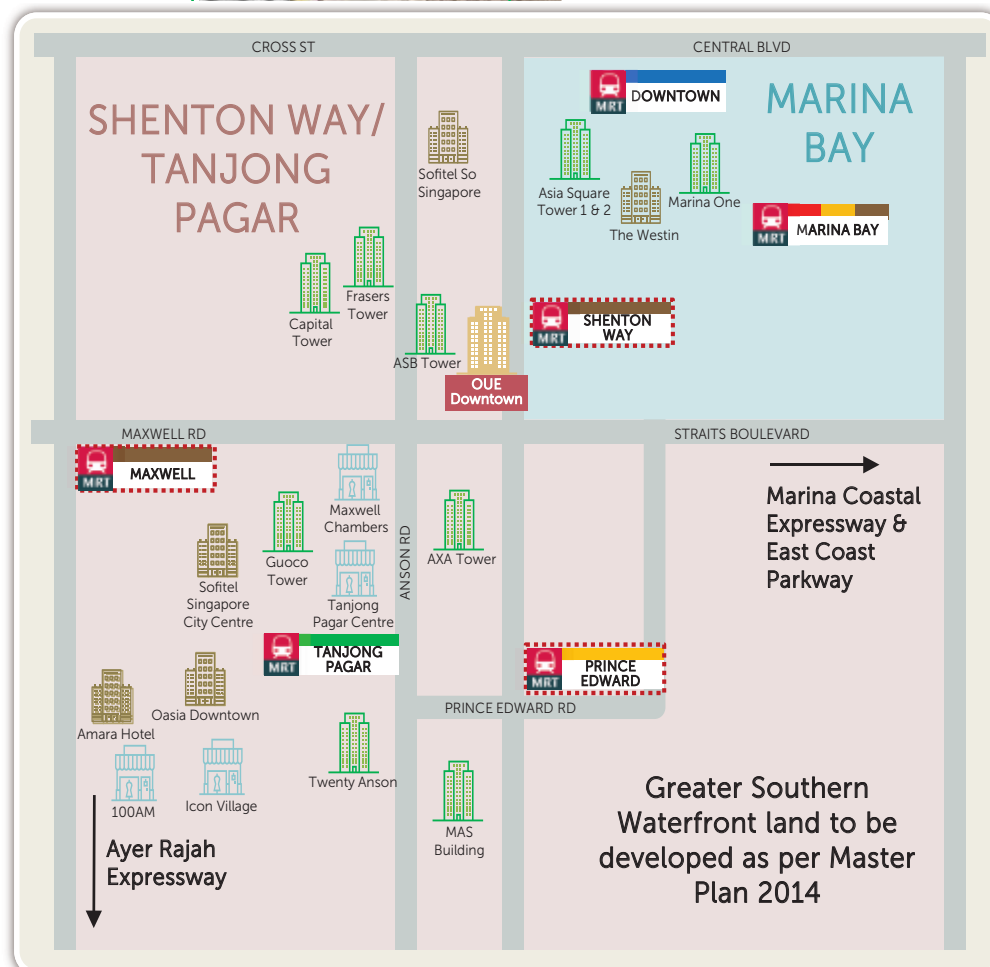 CROSS ST
CENTRAL BLVD
SHENTON WAY/
TANJONG
PAGAR
Sofitel So
Singapore
MRT
DOWNTOWN
MARINA
BAY
Asia Square
Tower 1 & 2
The Westin
Marina One
MRT
MARINA BAY
Frasers
Tower
Capital
Tower
ASB Tower
OUE
Downtown
MRT
SHENTON
WAY
MAXWELL RD
STRAITS BOULEVARD
MRT
MAXWELL
Maxwell
Chambers
Guoco
Tower
Sofitel
Singapore
City Centre
Tanjong
Pagar Centre
ANSON RD
AXA Tower
Marina Coastal
Expressway &
East Coast
Parkway
MRT
TANJONG
PAGAR
MRT
PRINCE
EDWARD
PRINCE EDWARD RD
Amara Hotel
Oasia Downtown
100AM
Icon Village
Twenty Anson
MAS
Building
Ayer Rajah
Expressway
Greater Southern
Waterfront land to be
developed as per Master
Plan 2014